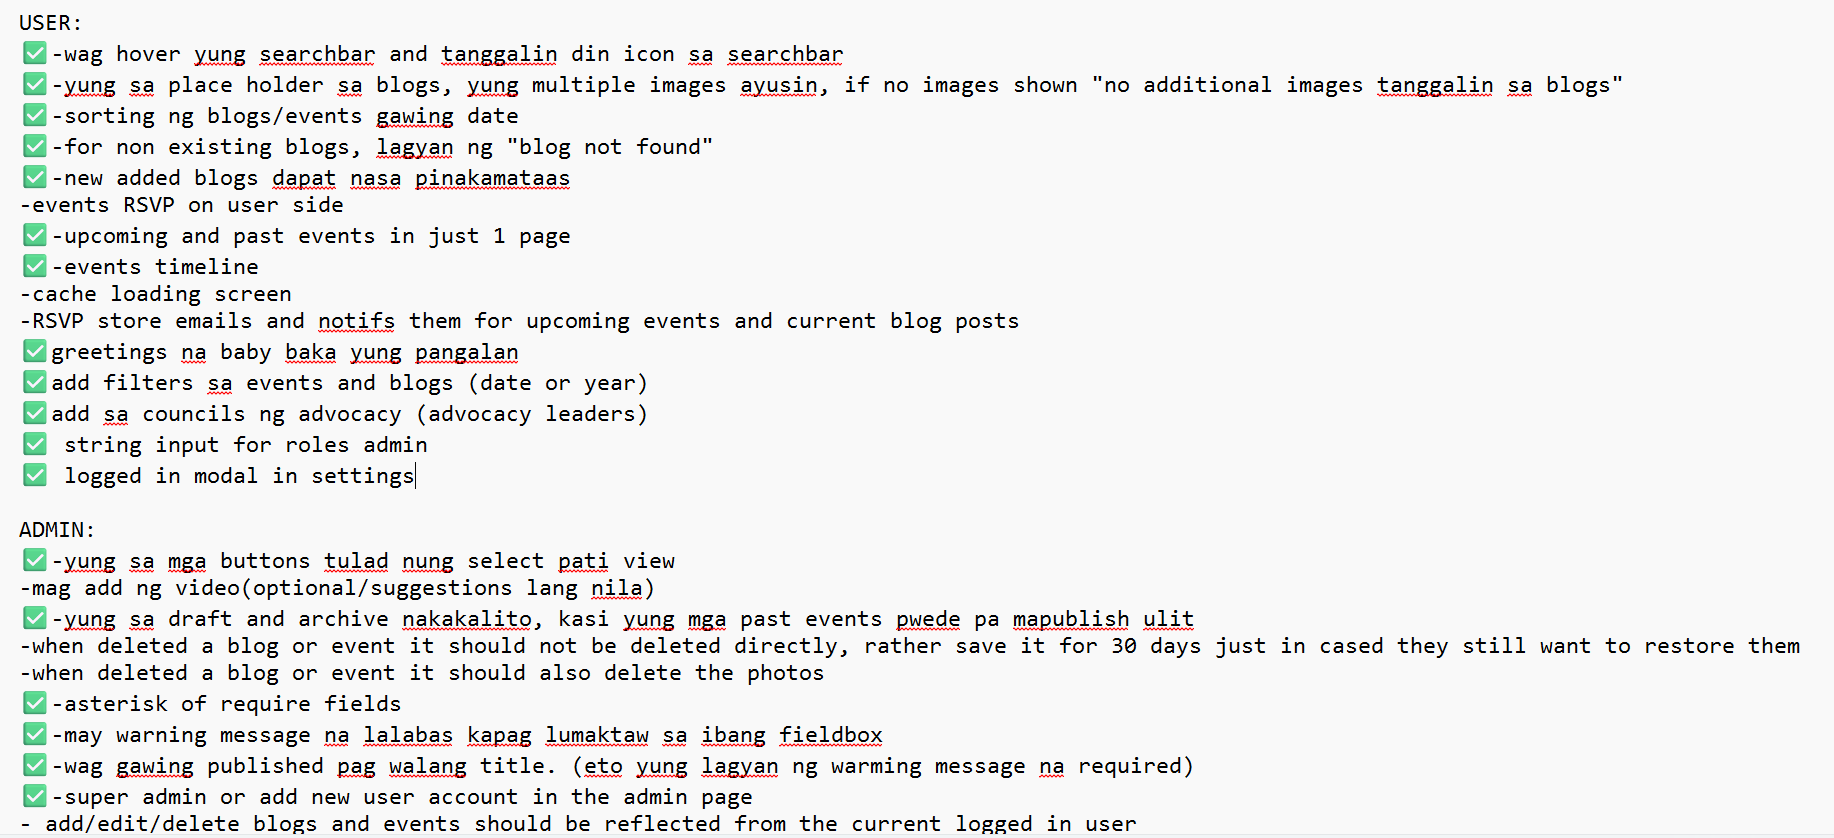 USER:
✅-wag hover yung searchbar and tanggalin din icon sa searchbar
✅-yung sa place holder sa blogs, yung multiple images ayusin, if no images shown "no additional images tanggalin sa blogs"
✅-sorting ng blogs/events gawing date
✅-for non existing blogs, lagyan ng "blog not found"
✅-new added blogs dapat nasa pinakamataas
-events RSVP on user side
✅-upcoming and past events in just 1 page
✅-events timeline
-cache loading screen
-RSVP store emails and notifs them for upcoming events and current blog posts
✅greetings na baby baka yung pangalan
✅add filters sa events and blogs (date or year)
✅add sa councils ng advocacy (advocacy leaders)
✅ string input for roles admin
✅ logged in modal in settings

ADMIN:
✅-yung sa mga buttons tulad nung select pati view
-mag add ng video(optional/suggestions lang nila)
✅-yung sa draft and archive nakakalito, kasi yung mga past events pwede pa mapublish ulit
-when deleted a blog or event it should not be deleted directly, rather save it for 30 days just in cased they still want to restore them
-when deleted a blog or event it should also delete the photos
✅-asterisk of require fields
✅-may warning message na lalabas kapag lumaktaw sa ibang fieldbox
✅-wag gawing published pag walang title. (eto yung lagyan ng warming message na required)
✅-super admin or add new user account in the admin page
- add/edit/delete blogs and events should be reflected from the current logged in user